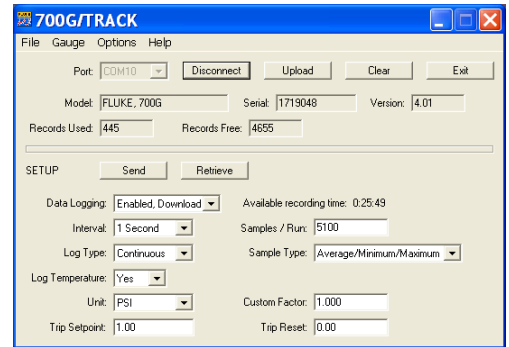 700G/TRACK
File Gauge Options Help
Port: COM10 Disconnect Upload Clear Exit
Model: FLUKE, 700G Serial: 1719048 Version: 4.01
Records Used: 445 Records Free: 4655
SETUP Send Retrieve
Data Logging: Enabled, Download Available recording time: 0:25:49
Interval: 1 Second Samples / Run: 5100
Log Type: Continuous Sample Type: Average/Minimum/Maximum
Log Temperature: Yes
Unit: PSI Custom Factor: 1.000
Trip Setpoint: 1.00 Trip Reset: 0.00